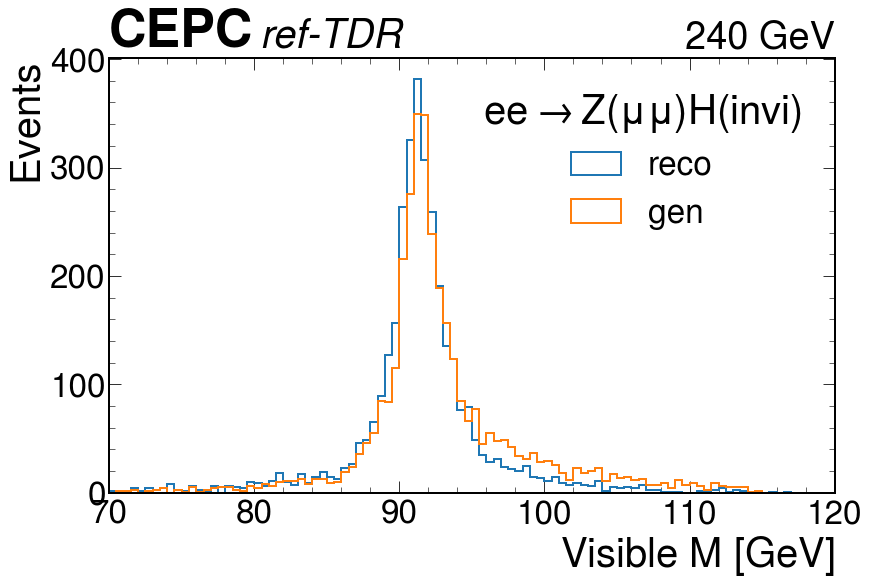 CEPC ref-TDR 240 GeV
Events
400
300
200
100
0
ee → Z(μμ)H(invi)
reco
gen
70 80 90 100 110 120
Visible M [GeV]